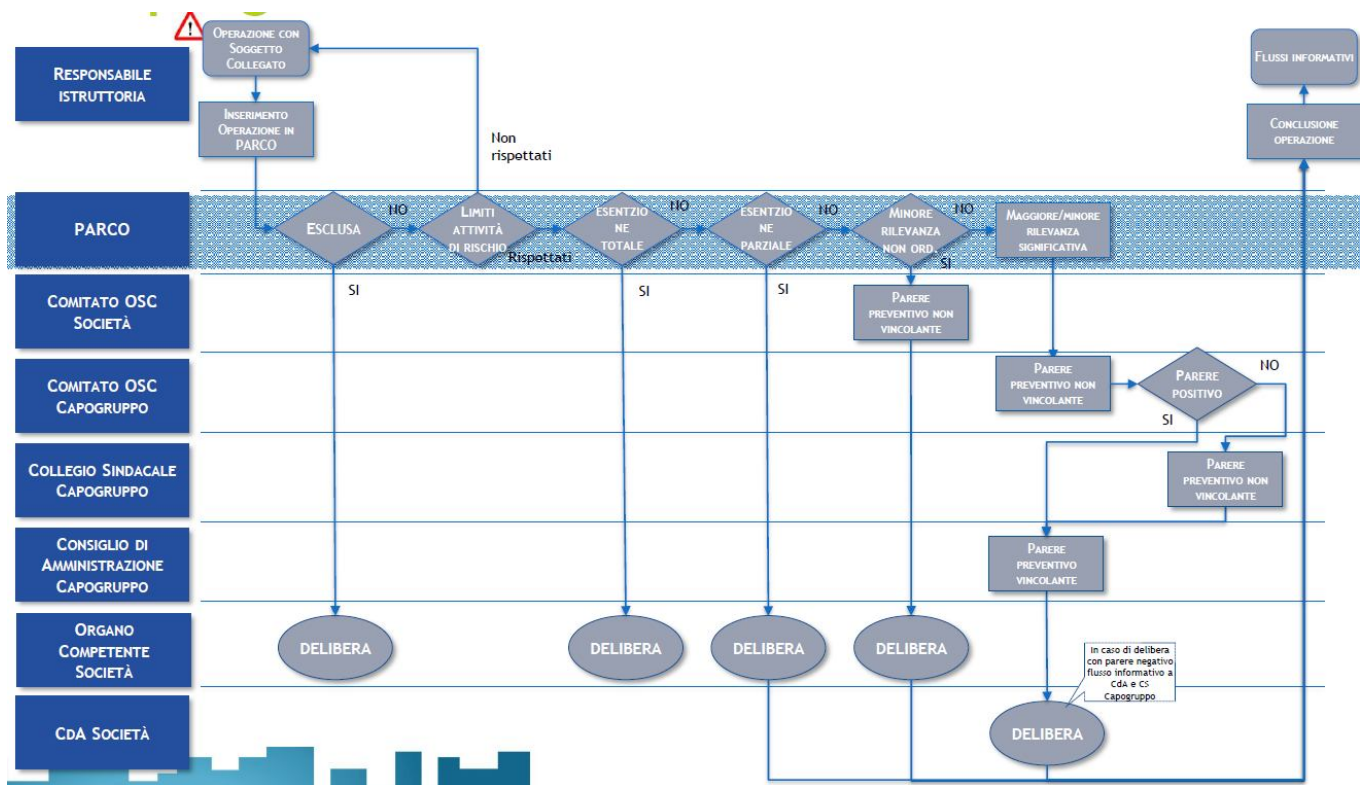 OPERAZIONE CON
SOGGETTO
COLLEGATO
FLUSSI INFORMATIVI
RESPONSABILE
ISTRUTTORIA
INSERIMENTO
OPERAZIONE IN
PARCO
Non
rispettati
CONCLUSIONE
OPERAZIONE
PARCO
ESCLUSA
NO
LIMITI
ATTIVITÀ
DI RISCHIO
Rispettati
ESENTZIO
NE
TOTALE
NO
ESENTZIO
NE
PARZIALE
NO
MINORE
RILEVANZA
NON ORD.
NO
MAGGIORE/MINORE
RILEVANZA
SIGNIFICATIVA
SI
SI
SI
SI
COMITATO OSC
SOCIETÀ
PARERE
PREVENTIVO NON
VINCOLANTE
COMITATO OSC
CAPOGRUPPO
PARERE
PREVENTIVO NON
VINCOLANTE
PARERE
POSITIVO
NO
SI
COLLEGIO SINDACALE
CAPOGRUPPO
PARERE
PREVENTIVO NON
VINCOLANTE
CONSIGLIO DI
AMMINISTRAZIONE
CAPOGRUPPO
PARERE
PREVENTIVO
VINCOLANTE
ORGANO
COMPETENTE
SOCIETÀ
DELIBERA
DELIBERA
DELIBERA
DELIBERA
In caso di delibera
con parere negativo
flusso informativo a
CdA e CS
Capogruppo
CDA SOCIETÀ
DELIBERA